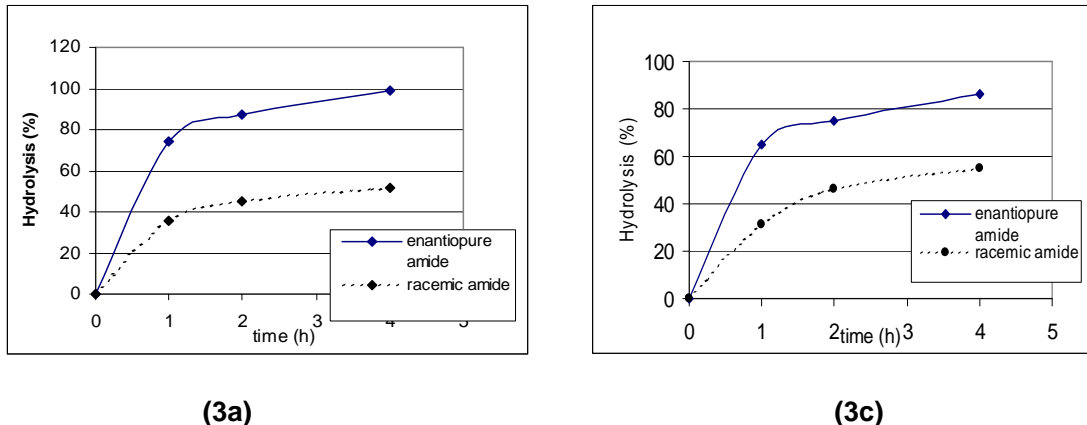 120
100
80
60
40
20
0
Hydrolysis (%)
0 1 2 3 4 5
time (h)
enantiopure
amide
racemic amide
(3a)
100
80
60
40
20
0
Hydrolysis (%)
0 1 2 3 4 5
time (h)
enantiopure
amide
racemic amide
(3c)